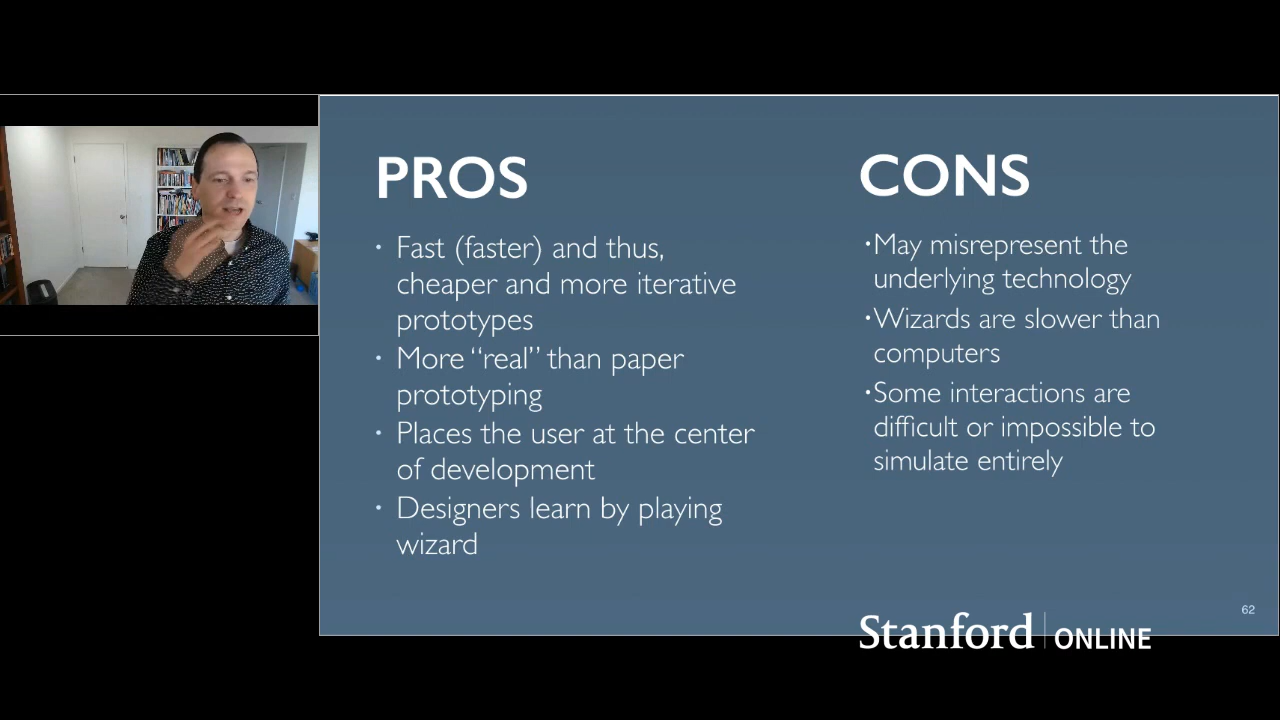 PROS
• Fast (faster) and thus,
cheaper and more iterative
prototypes
• More “real” than paper
prototyping
• Places the user at the center
of development
• Designers learn by playing
wizard
CONS
•May misrepresent the
underlying technology
•Wizards are slower than
computers
•Some interactions are
difficult or impossible to
simulate entirely
62
Stanford ONLINE